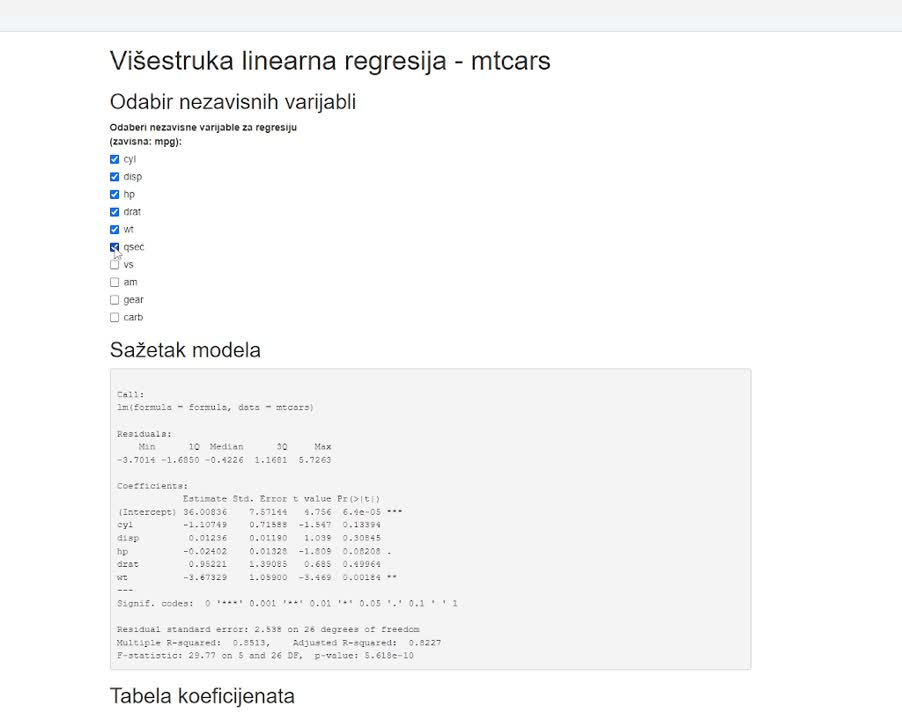 Višestruka linearna regresija - mtcars
Odabir nezavisnih varijabli
Odaberi nezavisne varijable za regresiju
(zavisna: mpg):
cyl
disp
hp
drat
wt
qsec
vs
am
gear
carb
Sažetak modela
Call:
lm(formula = formula, data = mtcars)
Residuals:
Min 1Q Median 3Q Max
-3.7014 -1.6850 -0.4226 1.1681 5.7263
Coefficients:
Estimate Std. Error t value Pr(>|t|)
(Intercept) 36.00836 7.57144 4.756 6.4e-05 ***
cyl -1.10749 0.71588 -1.547 0.13394
disp 0.01236 0.01190 1.039 0.30845
hp -0.02402 0.01328 -1.809 0.08208 .
drat 0.95221 1.39085 0.685 0.49964
wt -3.67329 1.05900 -3.469 0.00184 **
---
Signif. codes: 0 '***' 0.001 '**' 0.01 '*' 0.05 '.' 0.1 ' ' 1
Residual standard error: 2.538 on 26 degrees of freedom
Multiple R-squared: 0.8513, Adjusted R-squared: 0.8227
F-statistic: 29.77 on 5 and 26 DF, p-value: 5.618e-10
Tabela koeficijenata